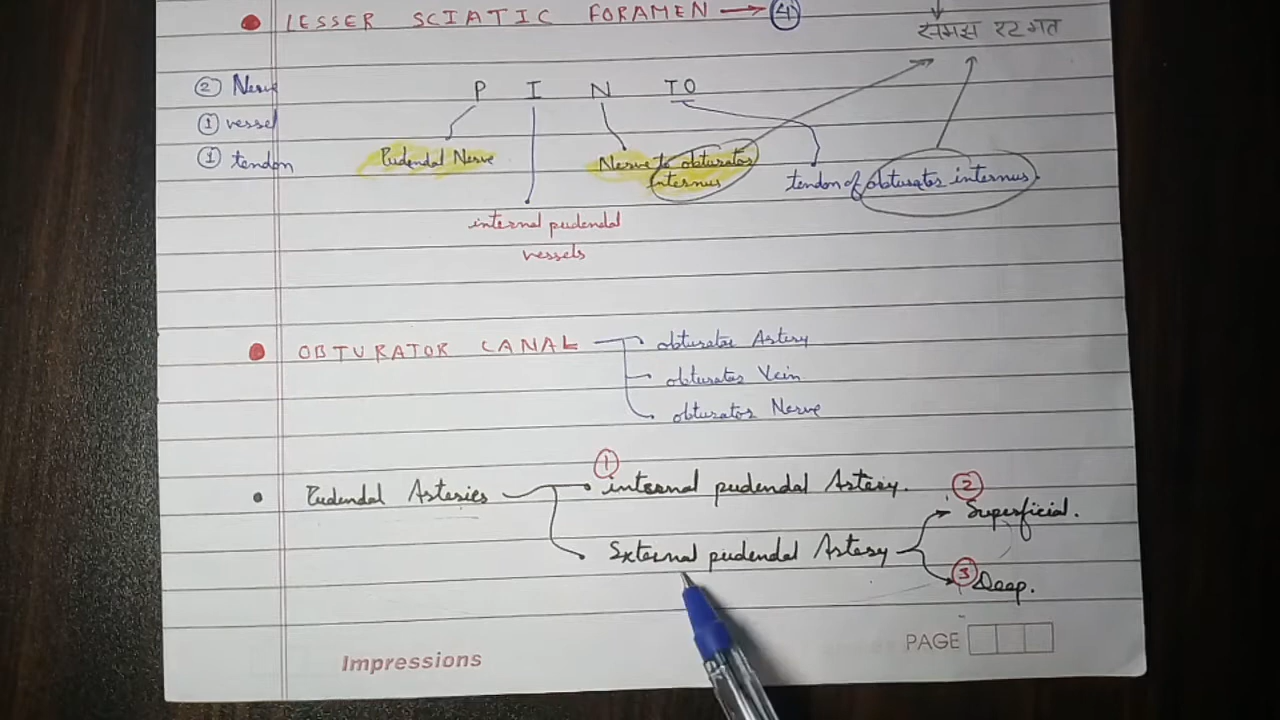 LESSER SCIATIC FORAMEN → 4
समस रटगत
② Nerve
P I N TO
① vessel
① tendon
Pudendal Nerve
Nerve to obturator internus
tendon of obturator internus.
internal pudendal vessels
OBTURATOR CANAL
obturator Artery
obturator Vein
obturator Nerve
Pudendal Arteries
① internal pudendal Artery.
External pudendal Artery
② Superficial.
③ Deep.
PAGE
Impressions